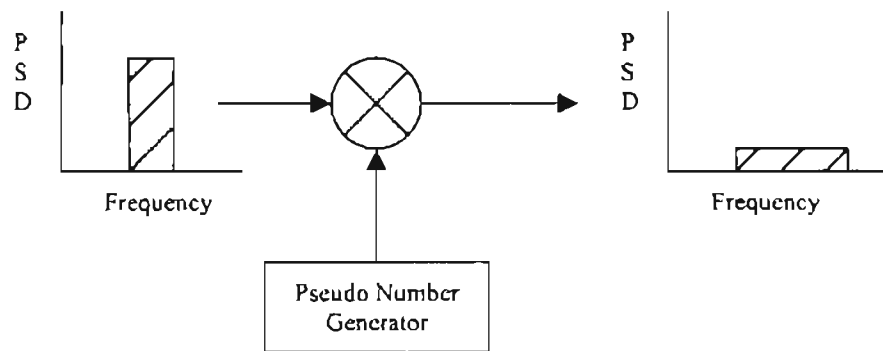 P
S
D
Frequency
Pseudo Number
Generator
P
S
D
Frequency